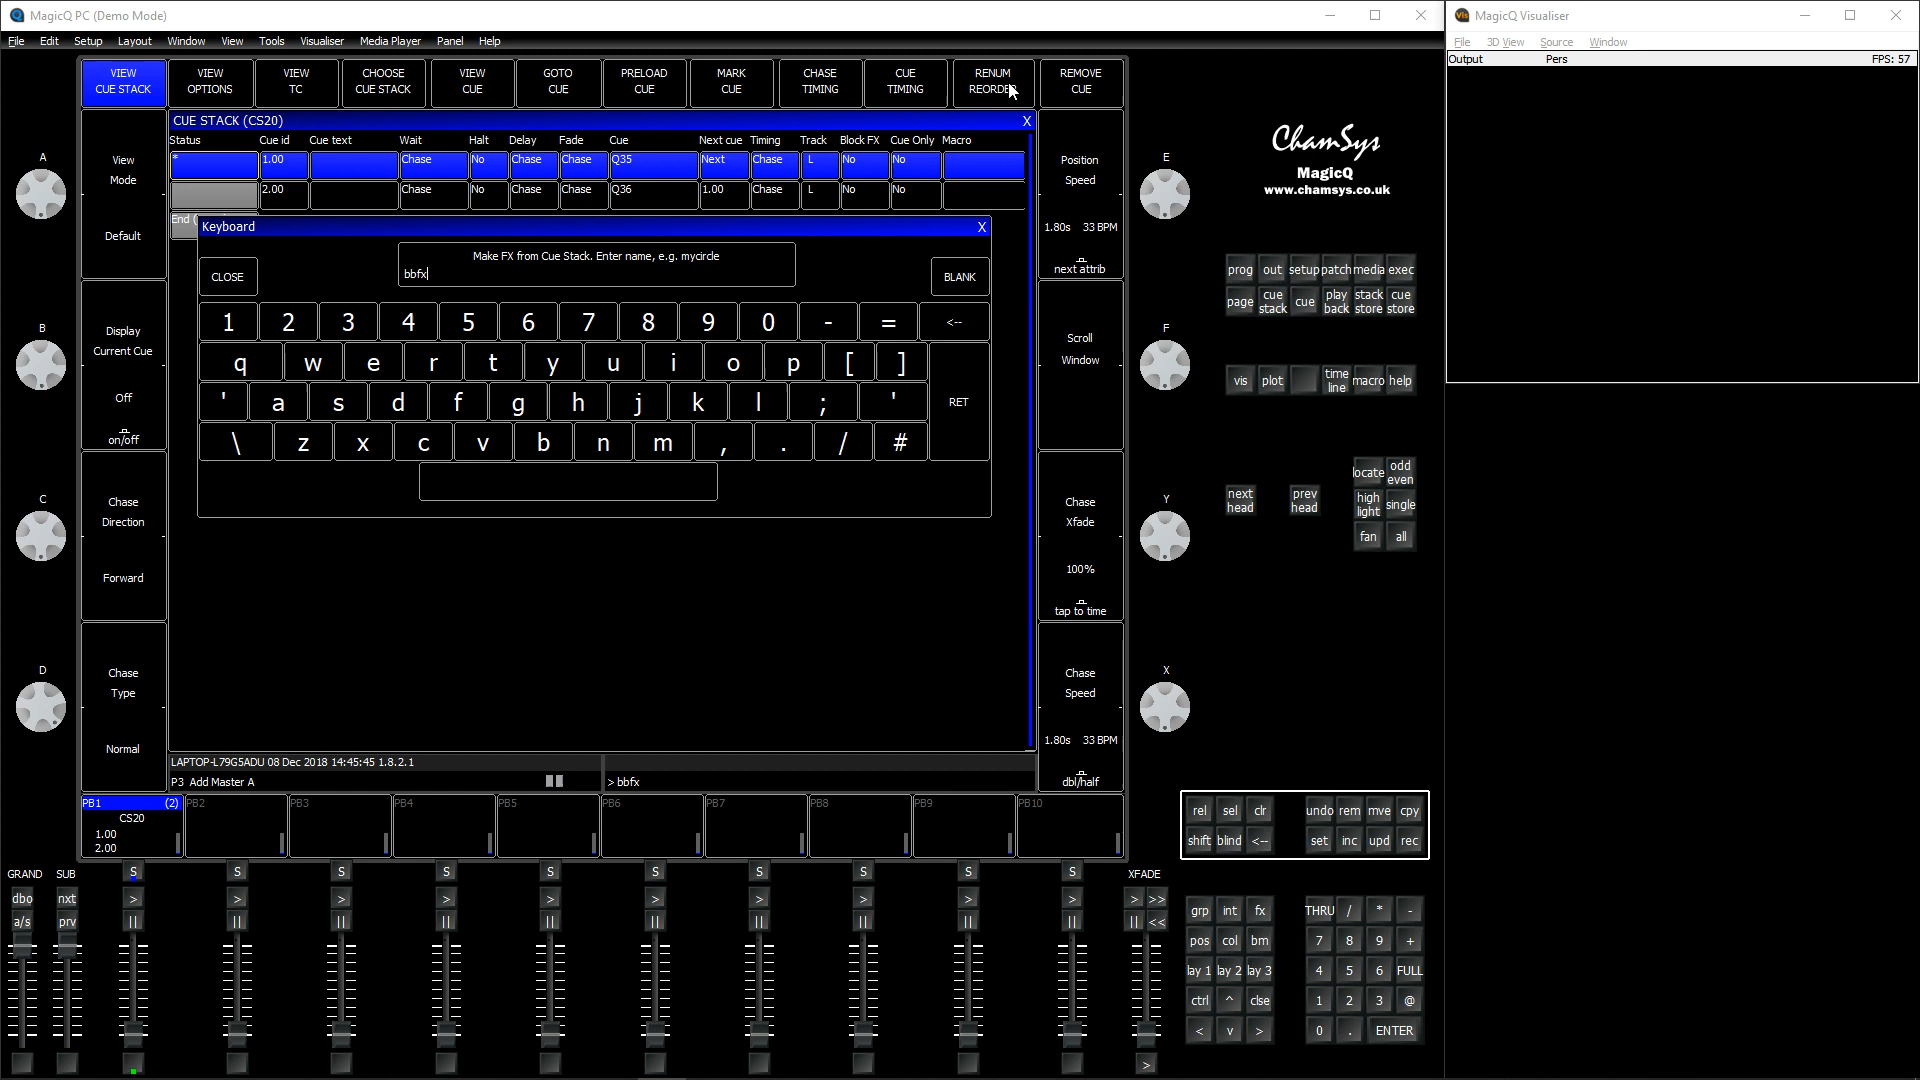 MagicQ PC (Demo Mode)
File Edit Setup Layout Window View Tools Visualiser Media Player Panel Help
VIEW CUE STACK
VIEW OPTIONS
VIEW TC
CHOOSE CUE STACK
VIEW CUE
GOTO CUE
PRELOAD CUE
MARK CUE
CHASE TIMING
CUE TIMING
RENUM REORDER
REMOVE CUE
CUE STACK (CS20) X
Status Cue id Cue text Wait Halt Delay Fade Cue Next cue Timing Track Block FX Cue Only Macro
* 1.00 Chase No Chase Chase Q35 Next Chase L No No
2.00 Chase No Chase Chase Q36 1.00 Chase L No No
End (
Keyboard X
Make FX from Cue Stack. Enter name, e.g. mycircle
bbfx
CLOSE
BLANK
1 2 3 4 5 6 7 8 9 0 - = <--
q w e r t y u i o p [ ]
' a s d f g h j k l ; ' RET
\ z x c v b n m , . / #
A
View
Mode
Default
B
Display
Current Cue
Off
on/off
C
Chase
Direction
Forward
D
Chase
Type
Normal
E
Position
Speed
1.80s 33 BPM
next attrib
F
Scroll
Window
Y
Chase
Xfade
100%
tap to time
X
Chase
Speed
1.80s 33 BPM
dbl/half
LAPTOP-L79G5ADU 08 Dec 2018 14:45:45 1.8.2.1
P3 Add Master A
> bbfx
PB1 (2) PB2 PB3 PB4 PB5 PB6 PB7 PB8 PB9 PB10
CS20
1.00
2.00
GRAND SUB S S S S S S S S S S XFADE
dbo nxt > > > > > > > > > > > >>
a/s prv || || || || || || || || || || || <<
>
ChamSys
MagicQ
www.chamsys.co.uk
prog out setup patch media exec
page cue stack cue play back stack store cue store
vis plot time line macro help
next head prev head locate odd even
high light single
fan all
rel sel clr undo rem mve cpy
shift blind <-- set inc upd rec
grp int fx THRU / * -
pos col bm 7 8 9 +
lay 1 lay 2 lay 3 4 5 6 FULL
ctrl ^ clse 1 2 3 @
< v > 0 . ENTER
MagicQ Visualiser
File 3D View Source Window
Output Pers FPS: 57